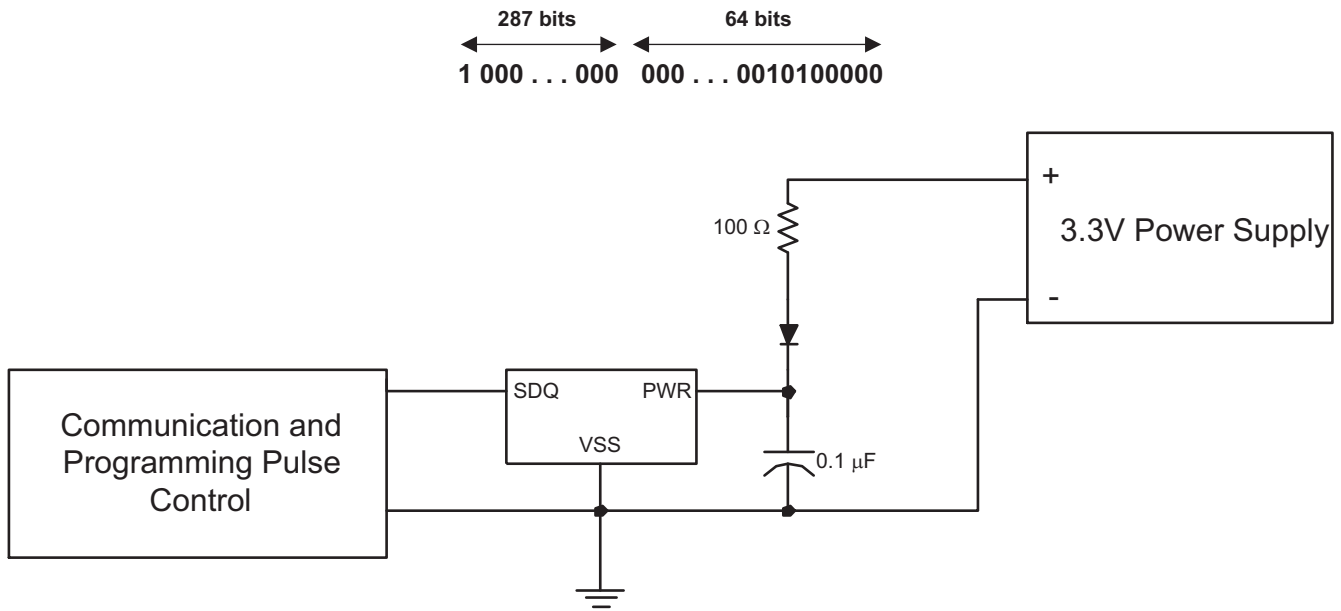 287 bits 64 bits
1 000 . . . 000 000 . . . 0010100000
+
3.3V Power Supply
-
100 Ω
SDQ PWR
VSS
0.1 μF
Communication and
Programming Pulse
Control